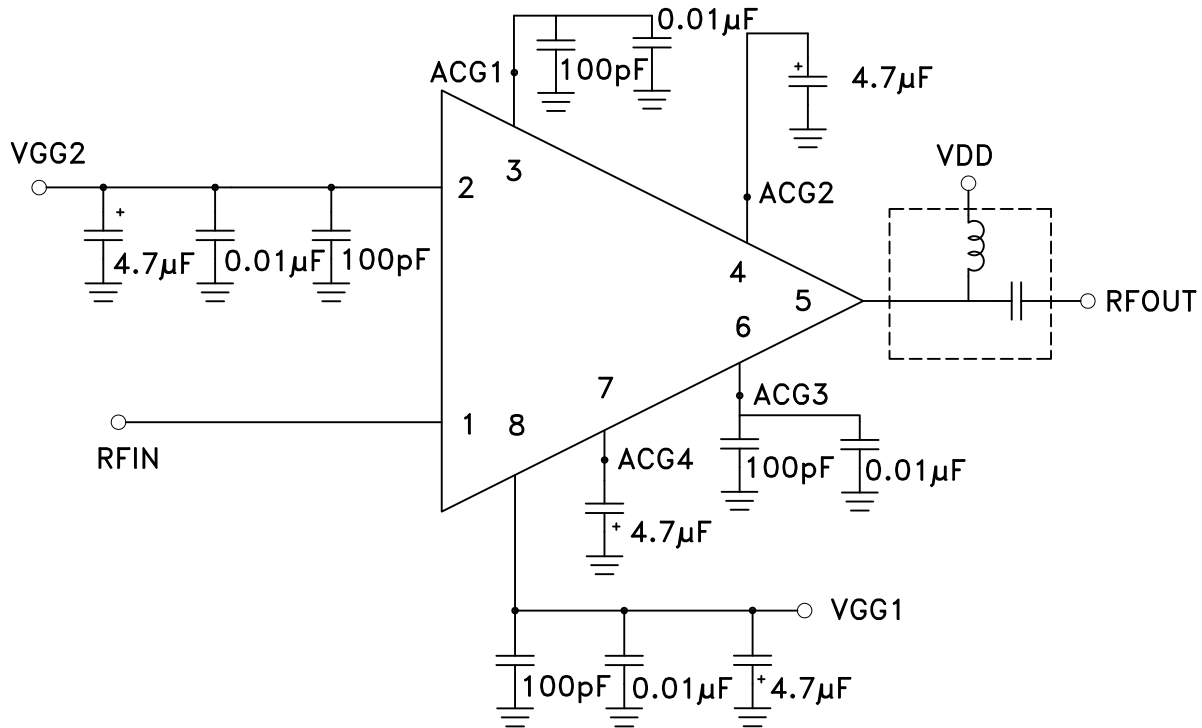 0.01µF
ACG1
100pF
+
4.7µF
VGG2
VDD
2
3
ACG2
+
4.7µF
0.01µF
100pF
4
5
RFOUT
6
7
ACG3
1
8
RFIN
ACG4
100pF
0.01µF
+
4.7µF
VGG1
100pF
0.01µF
+
4.7µF